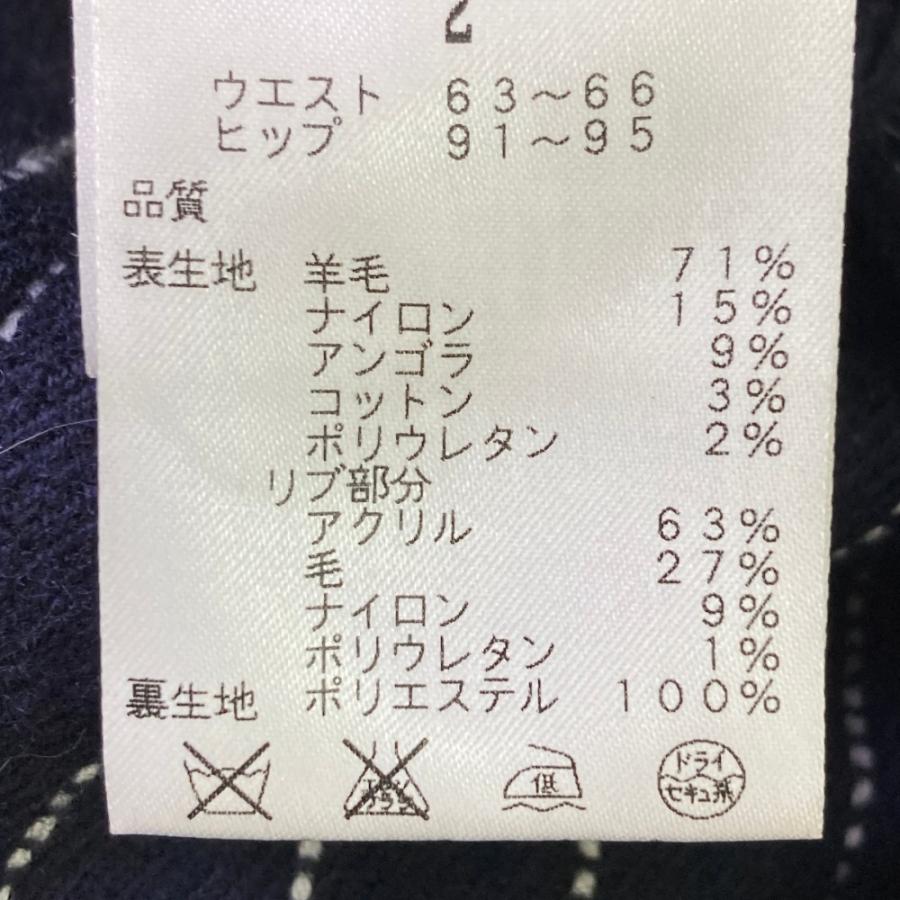 2
ウエスト 63～66
ヒップ 91～95
品質
表生地 羊毛 71%
ナイロン 15%
アンゴラ 9%
コットン 3%
ポリウレタン 2%
リブ部分
アクリル 63%
毛 27%
ナイロン 9%
ポリウレタン 1%
裏生地 ポリエステル 100%
低
ドライ
セキユ系